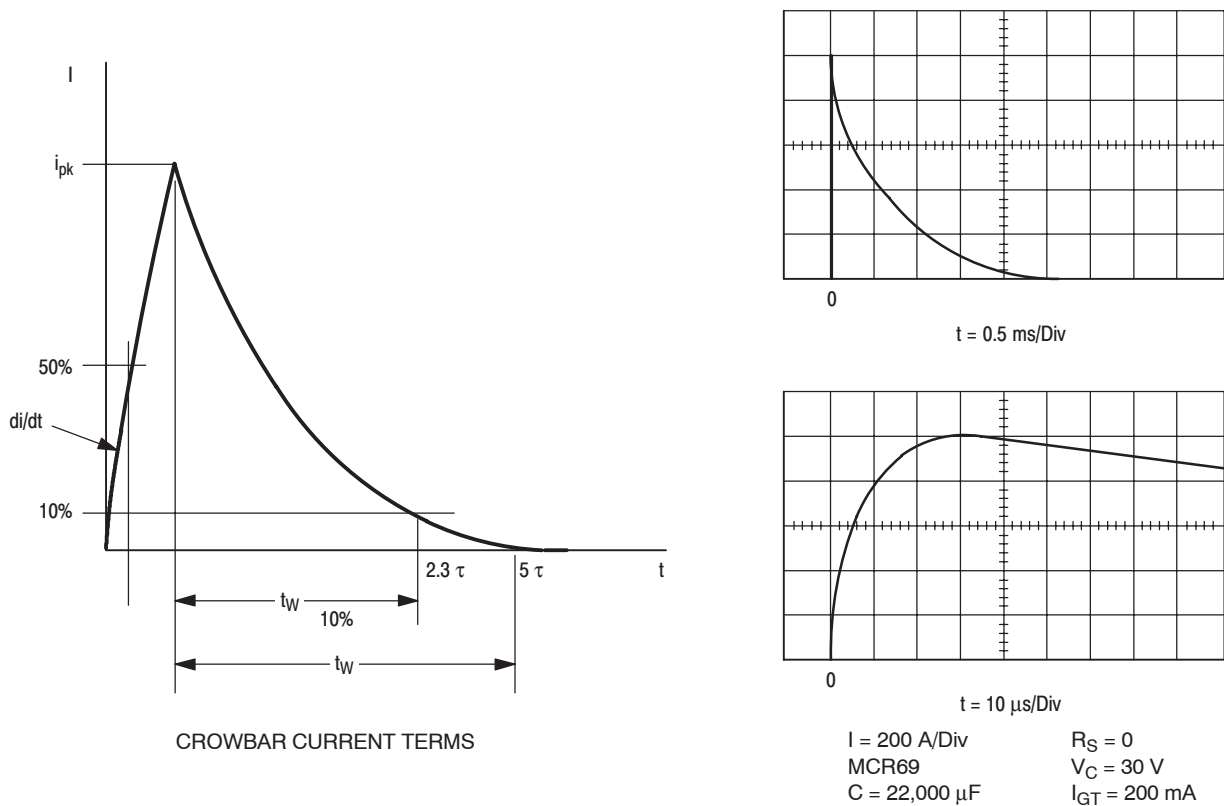 I
i_pk
50%
di/dt
10%
2.3 τ
5 τ
t
t_W
10%
t_W
CROWBAR CURRENT TERMS
0
t = 0.5 ms/Div
0
t = 10 μs/Div
I = 200 A/Div
MCR69
C = 22,000 μF
R_S = 0
V_C = 30 V
I_GT = 200 mA